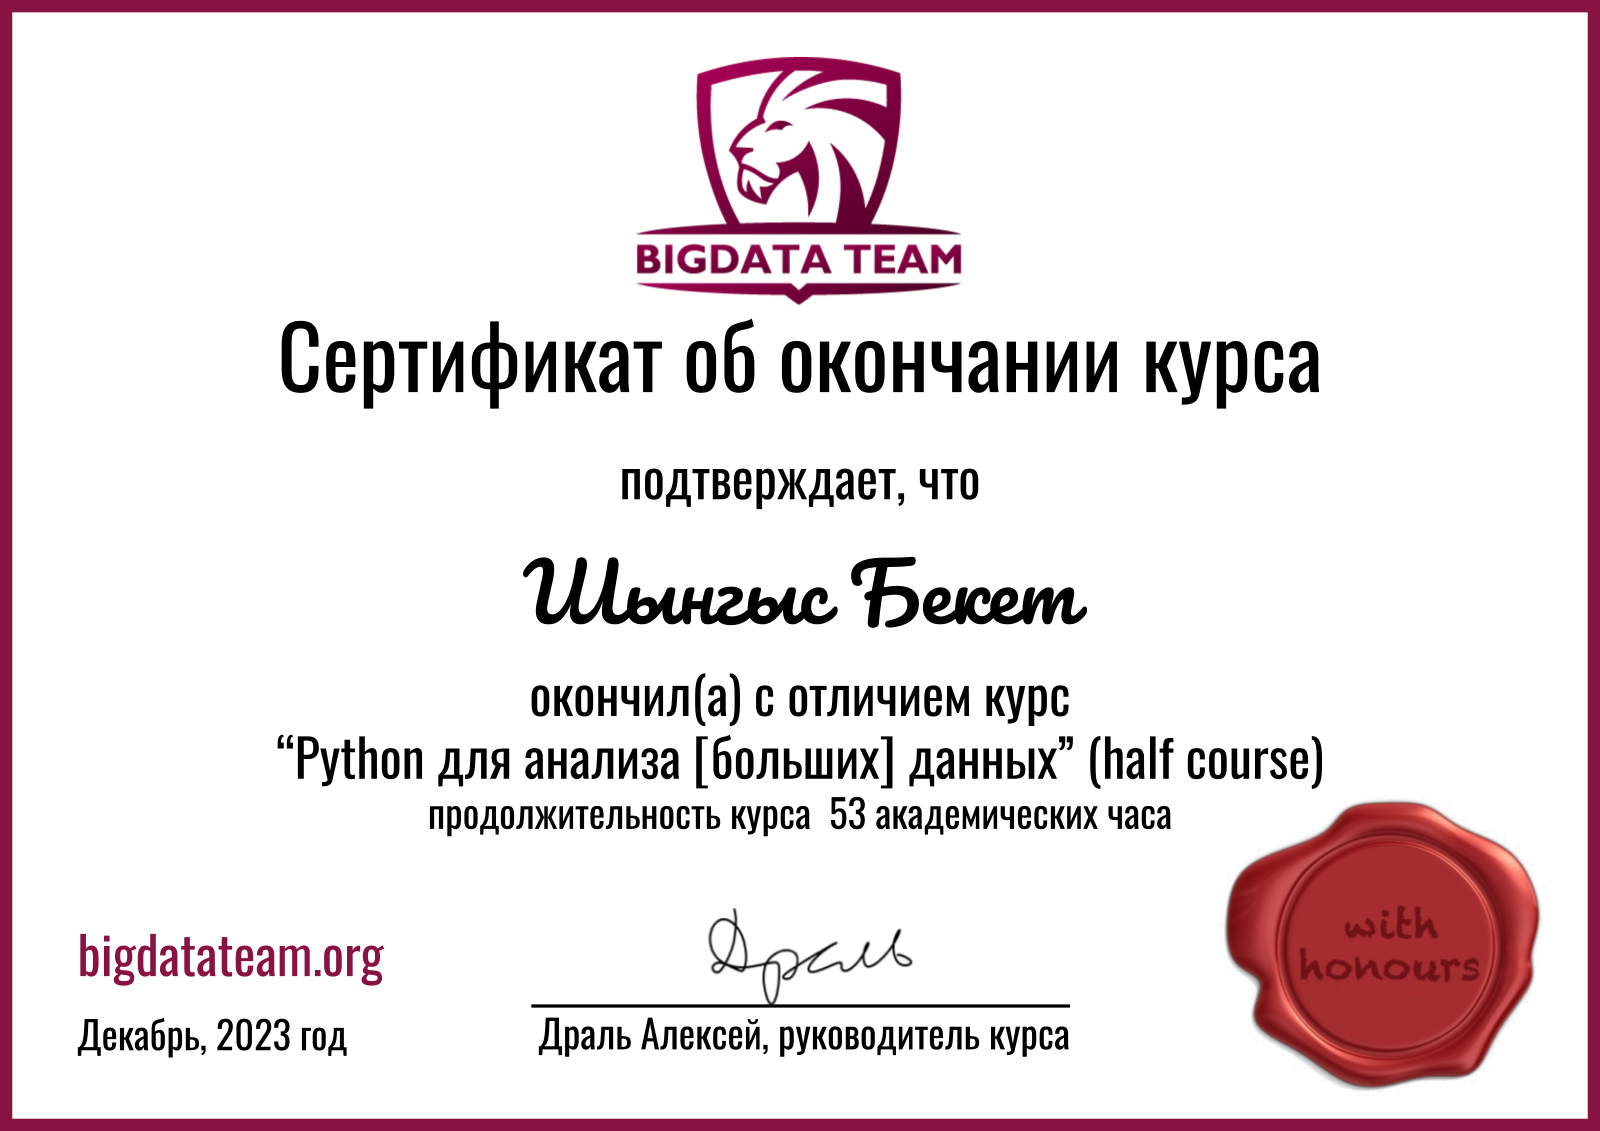 BIGDATA TEAM
Сертификат об окончании курса
подтверждает, что
Шынгыс Бекет
окончил(а) с отличием курс
“Python для анализа [больших] данных” (half course)
продолжительность курса 53 академических часа
with
honours
bigdatateam.org
Драль
Декабрь, 2023 год
Драль Алексей, руководитель курса